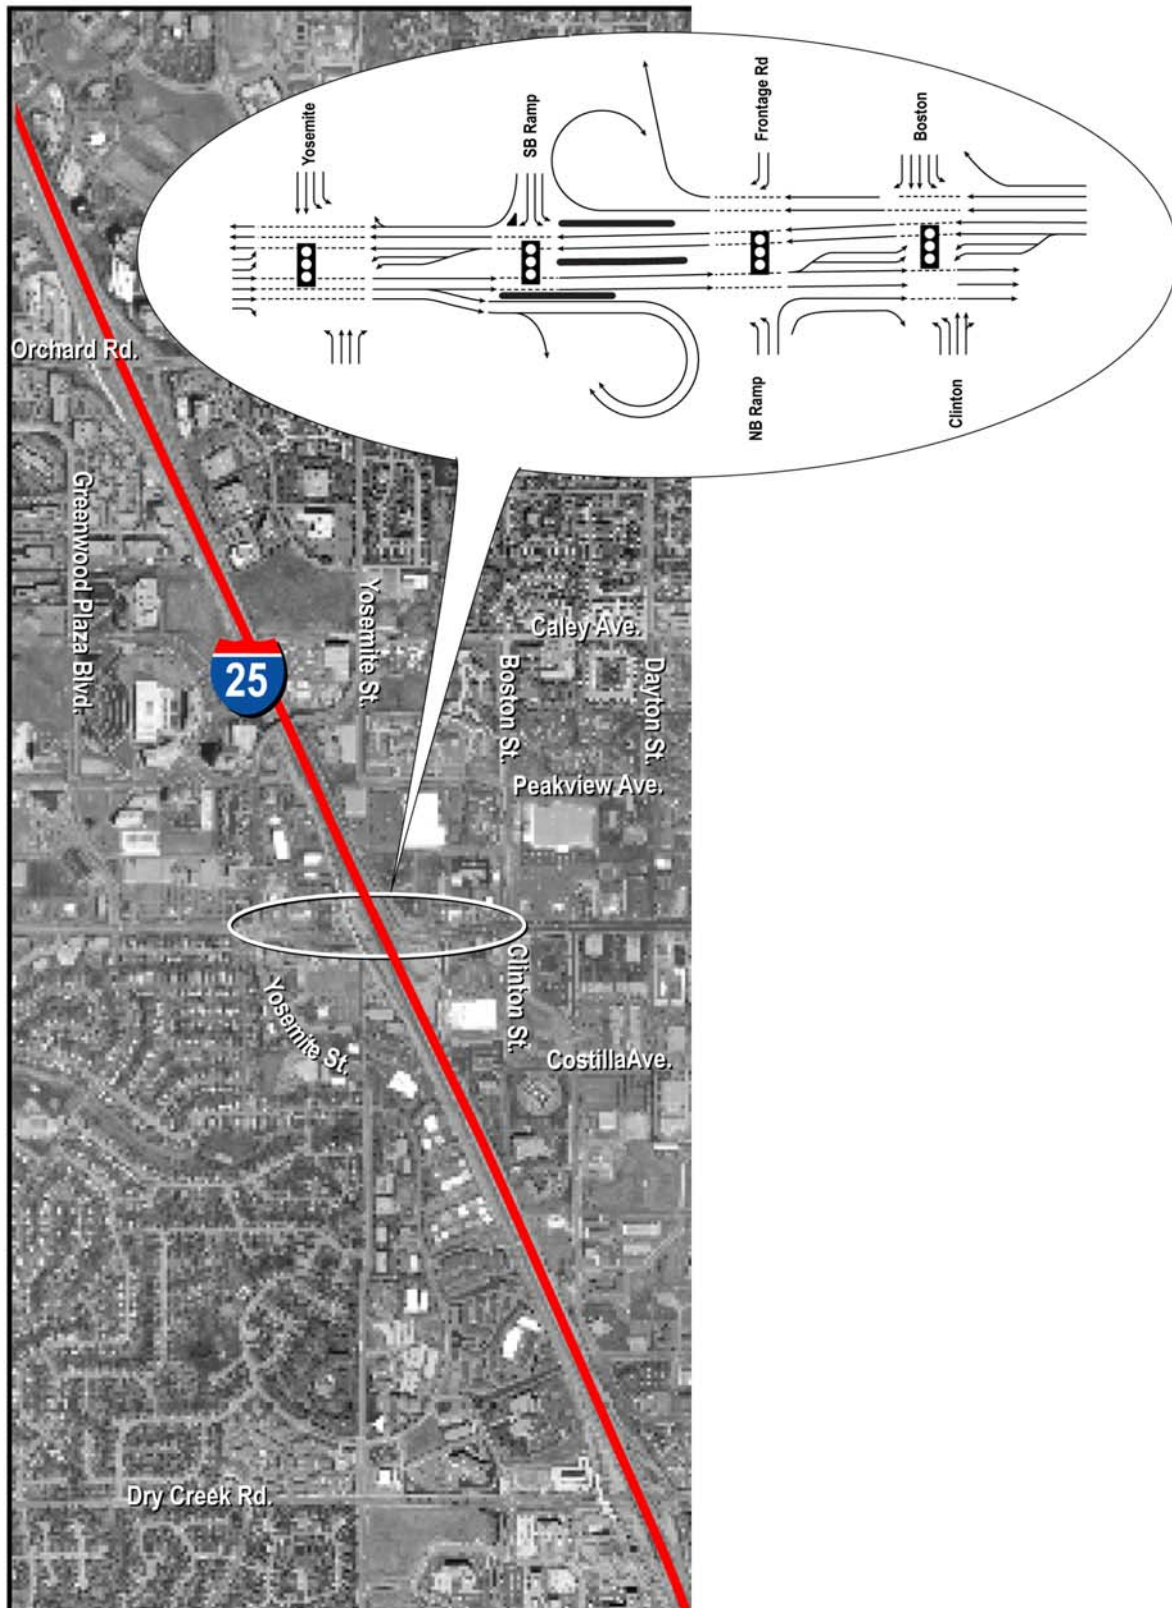 Yosemite
SB Ramp
Frontage Rd
Boston
NB Ramp
Clinton
Orchard Rd.
Greenwood Plaza Blvd.
Yosemite St.
25
Caley Ave.
Boston St.
Dayton St.
Peakview Ave.
Clinton St.
Yosemite St.
CostillaAve.
Dry Creek Rd.